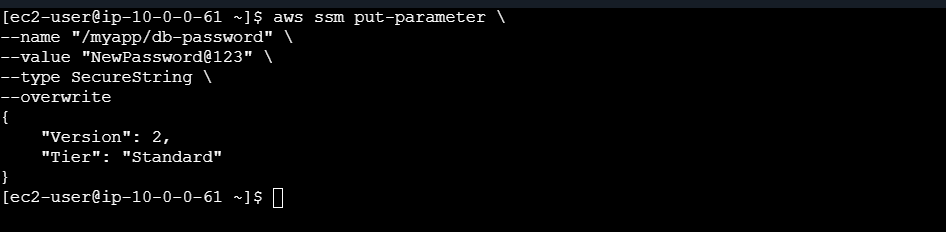 [ec2-user@ip-10-0-0-61 ~]$ aws ssm put-parameter \
--name "/myapp/db-password" \
--value "NewPassword@123" \
--type SecureString \
--overwrite
{
    "Version": 2,
    "Tier": "Standard"
}
[ec2-user@ip-10-0-0-61 ~]$